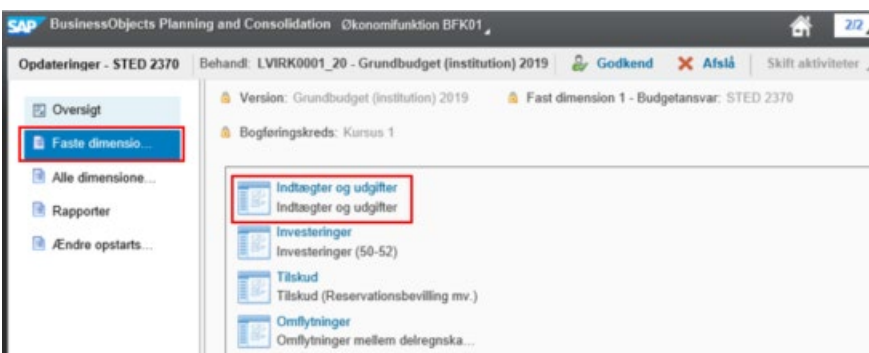 SAP BusinessObjects Planning and Consolidation Økonomifunktion BFK01 2/2
Opdateringer - STED 2370 Behandl: LVIRK0001_20 - Grundbudget (institution) 2019 Godkend Afslå Skift aktiviteter
Oversigt
Faste dimensio...
Alle dimensione...
Rapporter
Ændre opstarts...
Version: Grundbudget (institution) 2019 Fast dimension 1 - Budgetansvar: STED 2370
Bogføringskreds: Kursus 1
Indtægter og udgifter
Indtægter og udgifter
Investeringer
Investeringer (50-52)
Tilskud
Tilskud (Reservationsbevilling mv.)
Omflytninger
Omflytninger mellem delregnska...